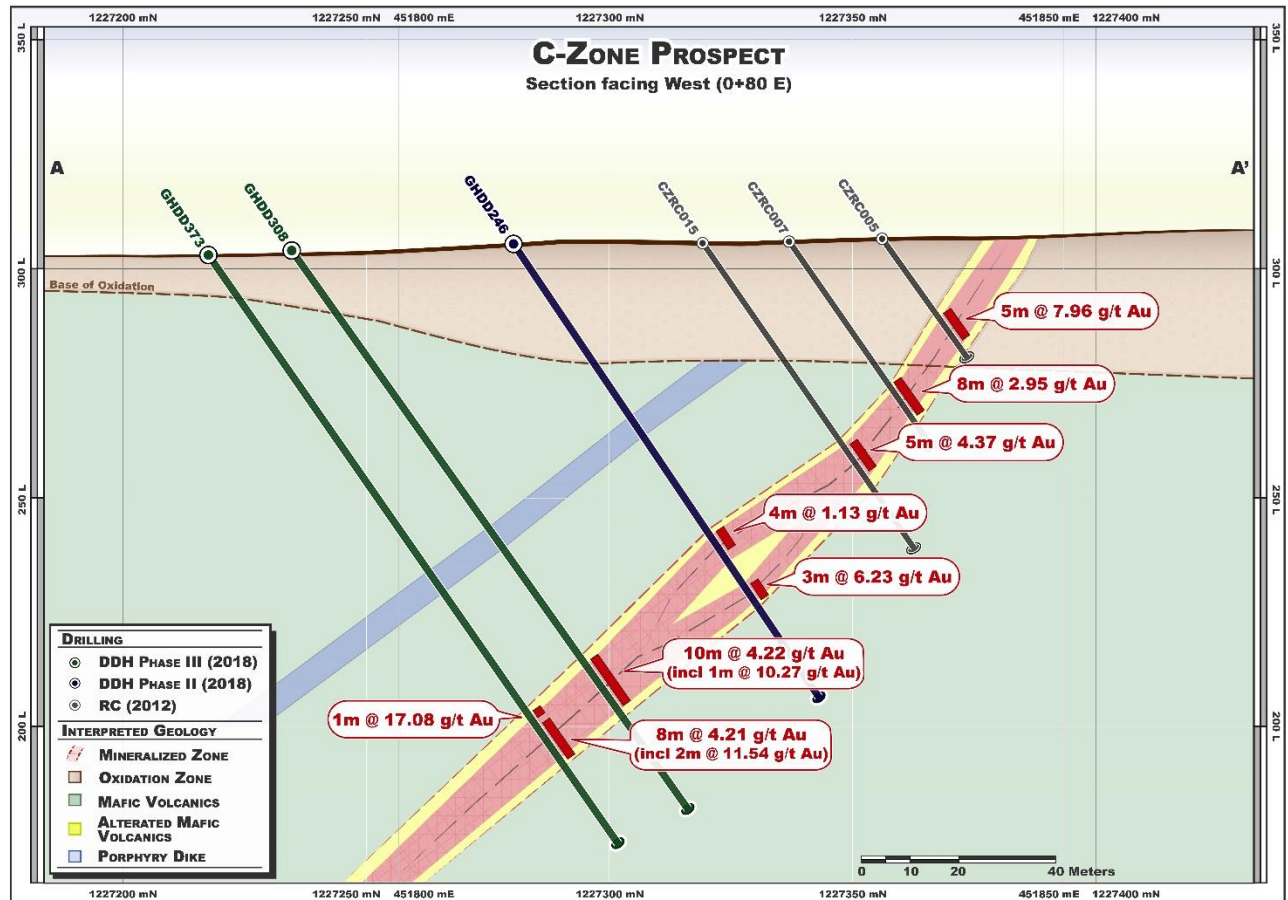 1227200 mN
1227250 mN
451800 mE
1227300 mN
1227350 mN
451850 mE
1227400 mN
350 L
350 L
C-Zone Prospect
Section facing West (0+80 E)
A
A'
GHDD373
GHDD308
GHDD246
CZRC015
CZRC007
CZRC005
300 L
300 L
Base of Oxidation
5m @ 7.96 g/t Au
8m @ 2.95 g/t Au
5m @ 4.37 g/t Au
250 L
250 L
4m @ 1.13 g/t Au
3m @ 6.23 g/t Au
10m @ 4.22 g/t Au
(incl 1m @ 10.27 g/t Au)
1m @ 17.08 g/t Au
8m @ 4.21 g/t Au
(incl 2m @ 11.54 g/t Au)
200 L
200 L
Drilling
DDH Phase III (2018)
DDH Phase II (2018)
RC (2012)
Interpreted Geology
Mineralized Zone
Oxidation Zone
Mafic Volcanics
Alterated Mafic
Volcanics
Porphyry Dike
0 10 20 40 Meters
1227200 mN
1227250 mN
451800 mE
1227300 mN
1227350 mN
451850 mE
1227400 mN